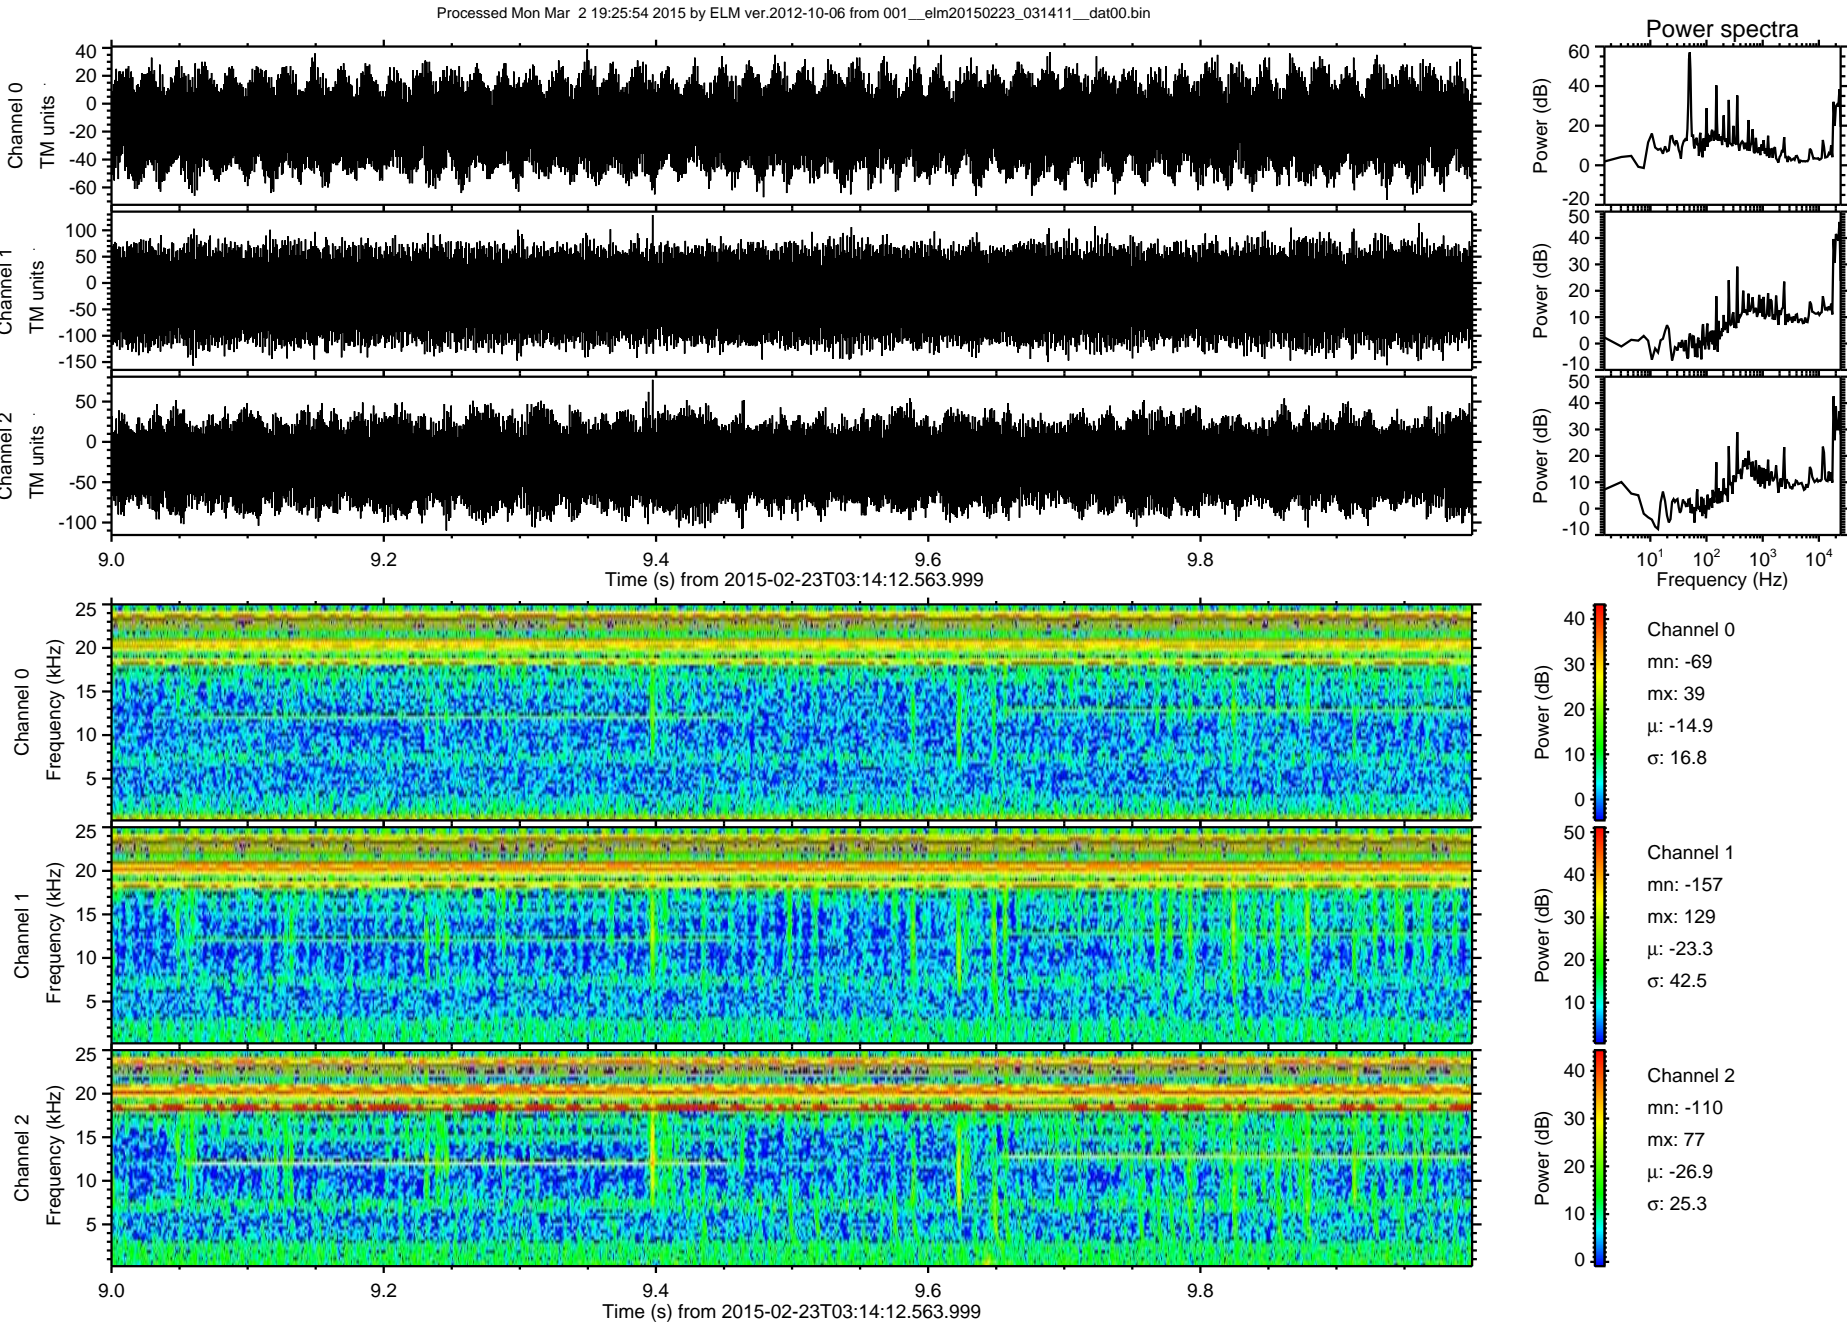 Processed Mon Mar  2 19:25:54 2015 by ELM ver.2012-10-06 from 001__elm20150223_031411__dat00.bin
Power spectra
Channel 0
TM units
40
20
0
-20
-40
-60
Power (dB)
60
40
20
0
-20
Channel 1
TM units
100
50
0
-50
-100
-150
Power (dB)
50
40
30
20
10
0
-10
Channel 2
TM units
50
0
-50
-100
Power (dB)
50
40
30
20
10
0
-10
9.0 9.2 9.4 9.6 9.8
Time (s) from 2015-02-23T03:14:12.563.999
10¹ 10² 10³ 10⁴
Frequency (Hz)
Channel 0
Frequency (kHz)
25
20
15
10
5
Power (dB)
40
30
20
10
0
Channel 0
mn: -69
mx: 39
μ: -14.9
σ: 16.8
Channel 1
Frequency (kHz)
25
20
15
10
5
Power (dB)
50
40
30
20
10
Channel 1
mn: -157
mx: 129
μ: -23.3
σ: 42.5
Channel 2
Frequency (kHz)
25
20
15
10
5
Power (dB)
40
30
20
10
0
Channel 2
mn: -110
mx: 77
μ: -26.9
σ: 25.3
9.0 9.2 9.4 9.6 9.8
Time (s) from 2015-02-23T03:14:12.563.999